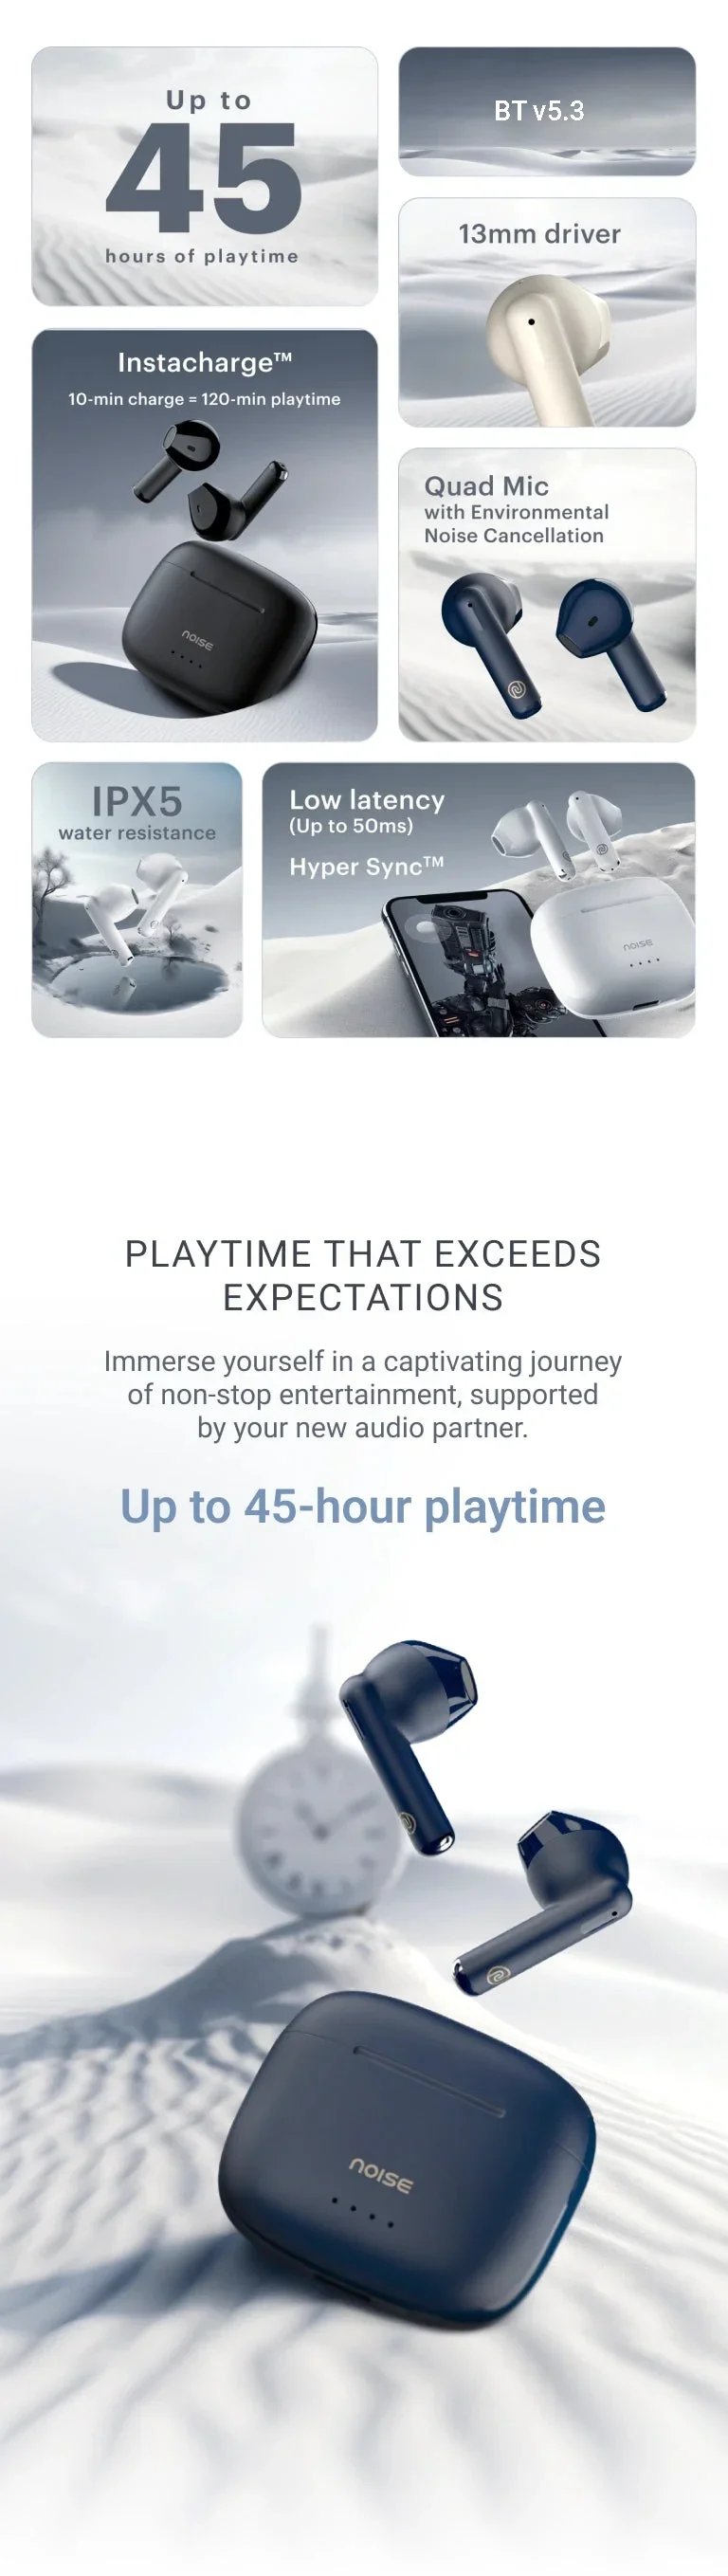 Up to
45
hours of playtime
BT v5.3
13mm driver
Instacharge™
10-min charge = 120-min playtime
noise
Quad Mic
with Environmental
Noise Cancellation
IPX5
water resistance
Low latency
(Up to 50ms)
Hyper Sync™
noise
PLAYTIME THAT EXCEEDS
EXPECTATIONS
Immerse yourself in a captivating journey
of non-stop entertainment, supported
by your new audio partner.
Up to 45-hour playtime
noise